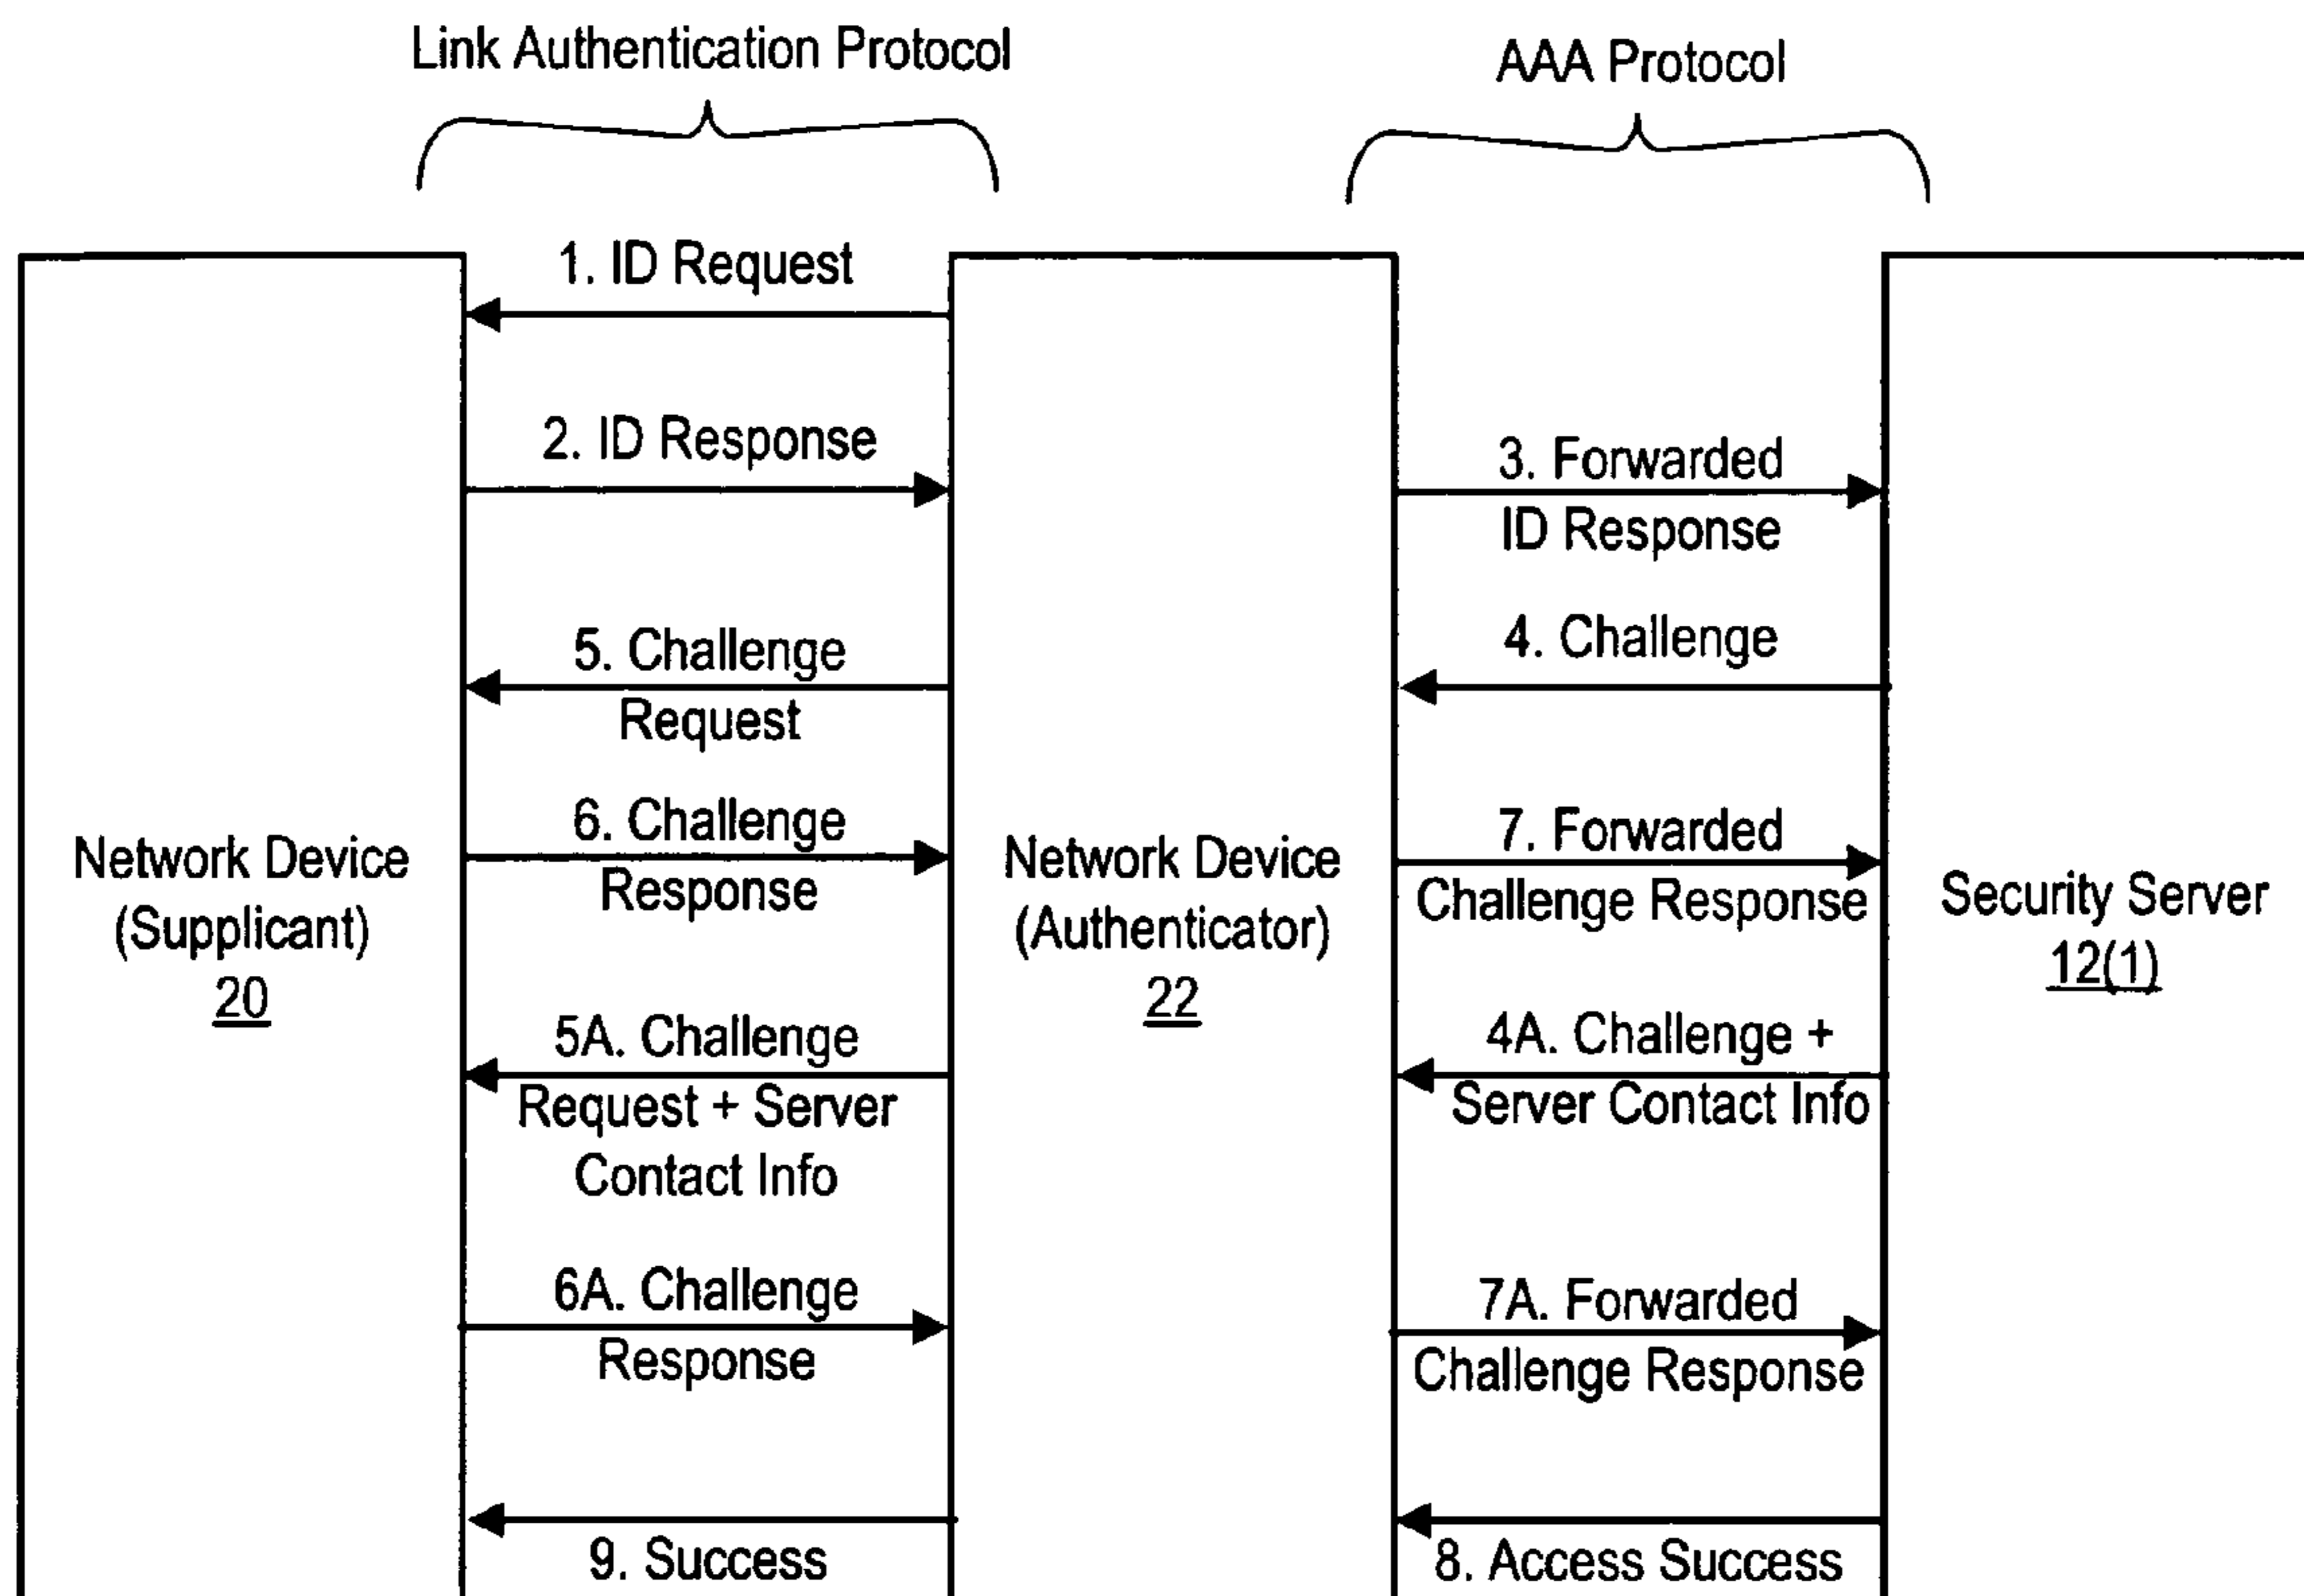 Link Authentication Protocol
AAA Protocol
1. ID Request
2. ID Response
3. Forwarded
ID Response
4. Challenge
5. Challenge
Request
6. Challenge
Response
7. Forwarded
Challenge Response
Network Device
(Supplicant)
20
Network Device
(Authenticator)
22
Security Server
12(1)
4A. Challenge +
Server Contact Info
5A. Challenge
Request + Server
Contact Info
6A. Challenge
Response
7A. Forwarded
Challenge Response
9. Success
8. Access Success